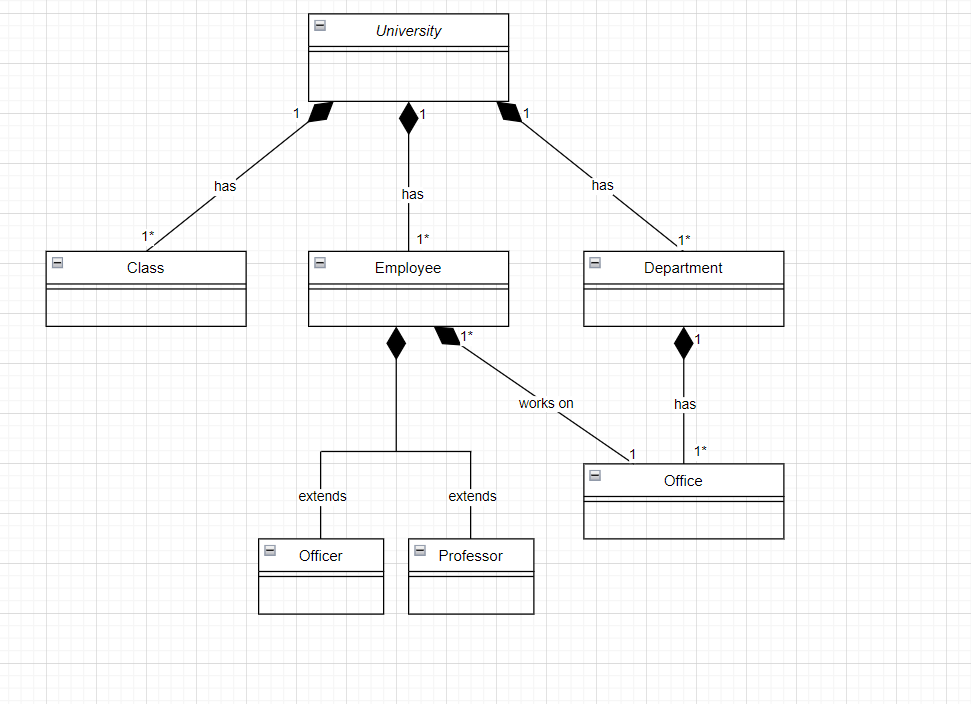 University
1
1
1
has
has
has
1*
1*
1*
Class
Employee
Department
1*
1
works on
has
1
1*
Office
extends
extends
Officer
Professor